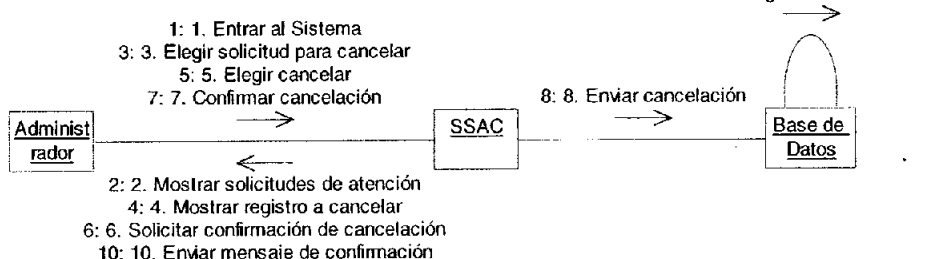 1: 1. Entrar al Sistema
3: 3. Elegir solicitud para cancelar
5: 5. Elegir cancelar
7: 7. Confirmar cancelación
8: 8. Enviar cancelación
Administ
rador
SSAC
Base de
Datos
2: 2. Mostrar solicitudes de atención
4: 4. Mostrar registro a cancelar
6: 6. Solicitar confirmación de cancelación
10: 10. Enviar mensaje de confirmación